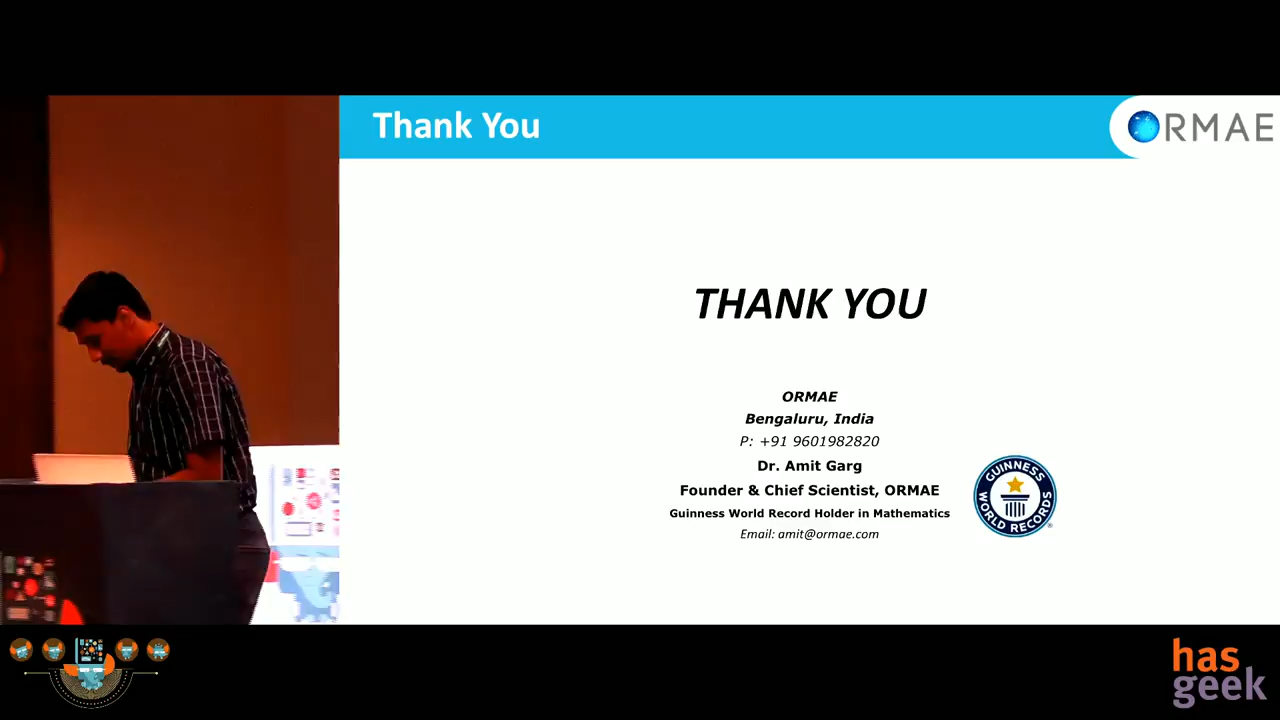 Thank You
ORMAE
THANK YOU
ORMAE
Bengaluru, India
P: +91 9601982820
Dr. Amit Garg
Founder & Chief Scientist, ORMAE
Guinness World Record Holder in Mathematics
Email: amit@ormae.com
GUINNESS
WORLD RECORDS
has
geek